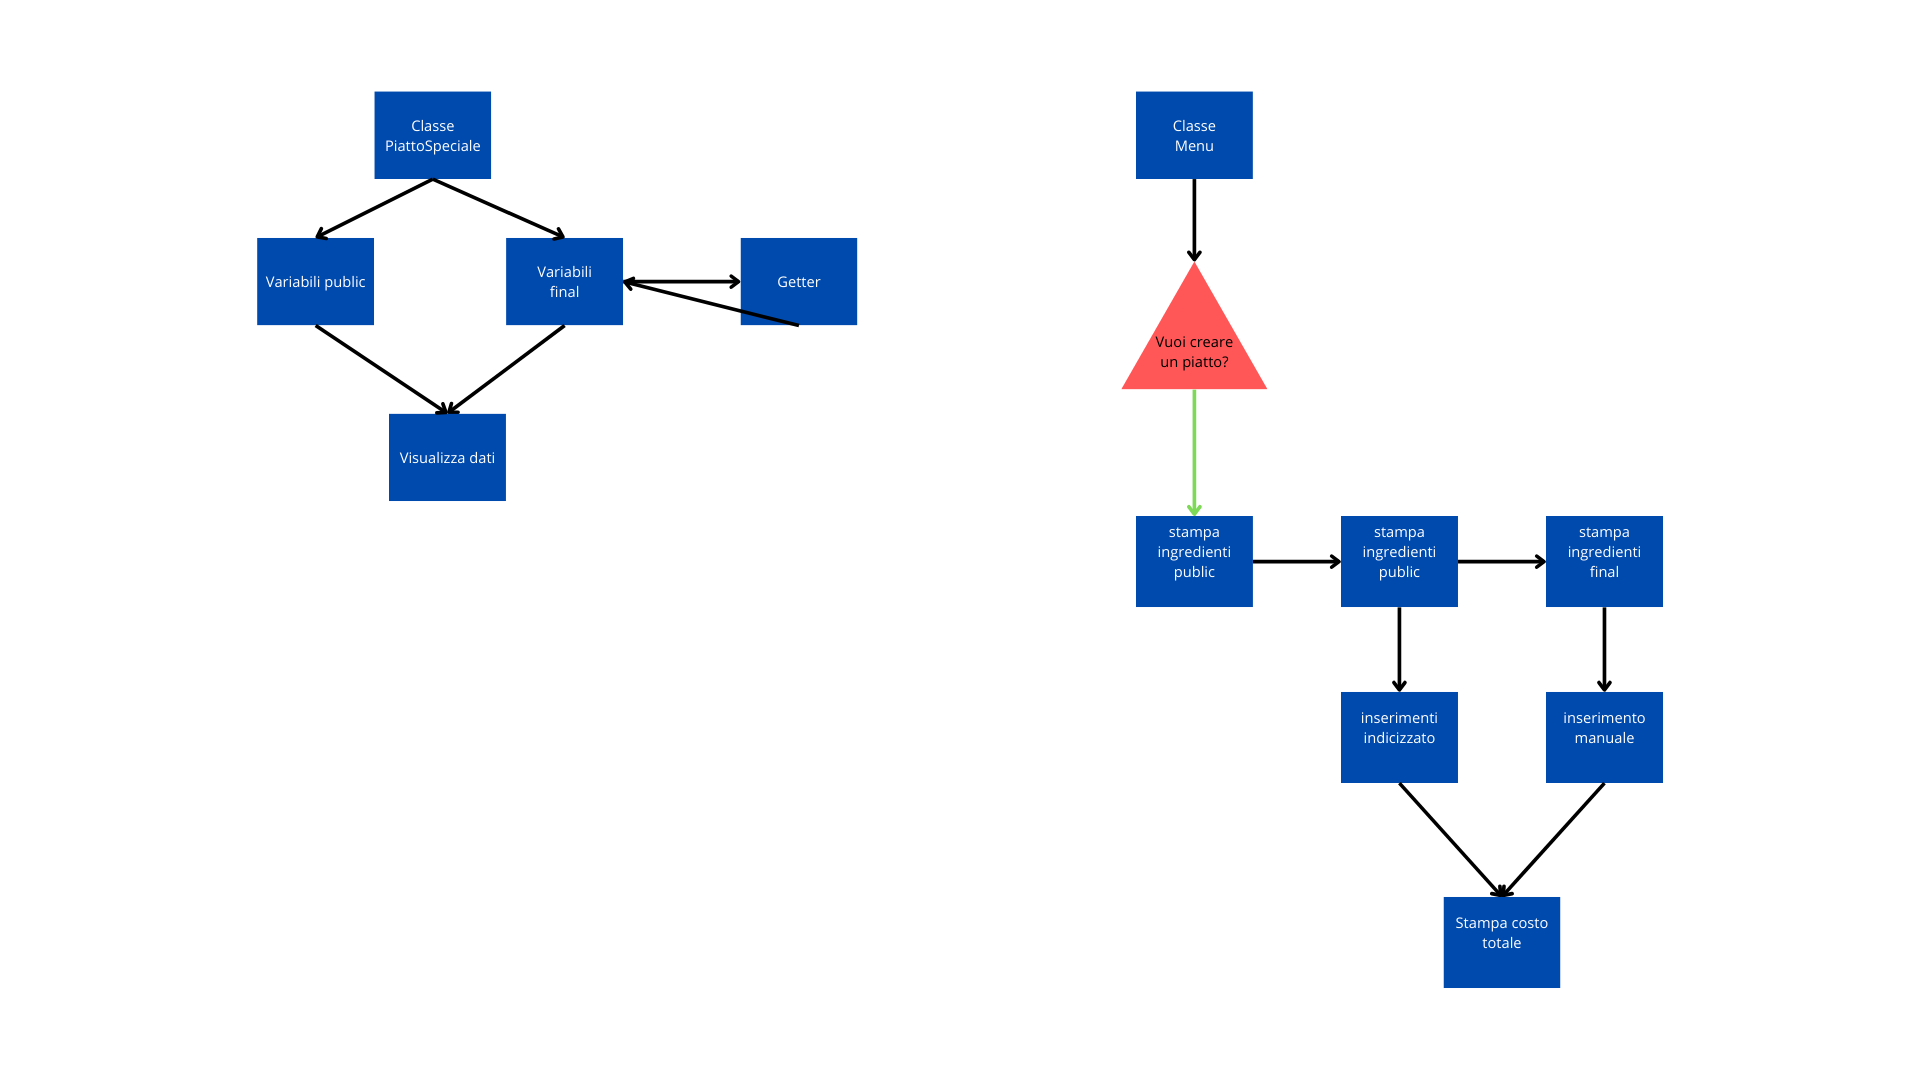 Classe
PiattoSpeciale
Variabili public
Variabili
final
Getter
Visualizza dati
Classe
Menu
Vuoi creare
un piatto?
stampa
ingredienti
public
stampa
ingredienti
public
stampa
ingredienti
final
inserimenti
indicizzato
inserimento
manuale
Stampa costo
totale